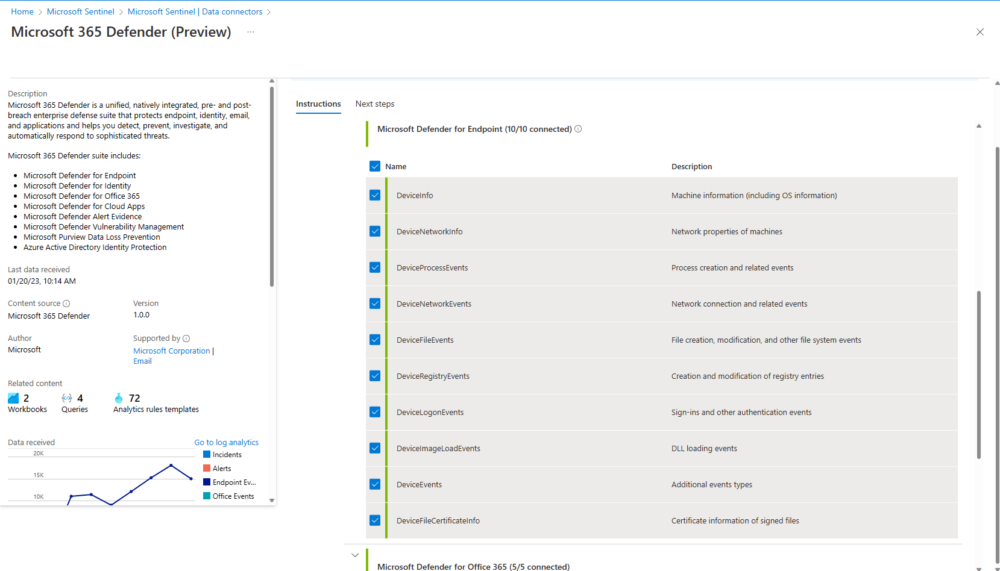 Home > Microsoft Sentinel > Microsoft Sentinel | Data connectors >
Microsoft 365 Defender (Preview) ...
Description
Microsoft 365 Defender is a unified, natively integrated, pre- and post-
breach enterprise defense suite that protects endpoint, identity, email,
and applications and helps you detect, prevent, investigate, and
automatically respond to sophisticated threats.
Microsoft 365 Defender suite includes:
• Microsoft Defender for Endpoint
• Microsoft Defender for Identity
• Microsoft Defender for Office 365
• Microsoft Defender for Cloud Apps
• Microsoft Defender Alert Evidence
• Microsoft Defender Vulnerability Management
• Microsoft Purview Data Loss Prevention
• Azure Active Directory Identity Protection
Last data received
01/20/23, 10:14 AM
Content source
Microsoft 365 Defender
Version
1.0.0
Author
Microsoft
Supported by
Microsoft Corporation |
Email
Related content
2
Workbooks
4
Queries
72
Analytics rules templates
Data received
Go to log analytics
20K
15K
10K
Incidents
Alerts
Endpoint Ev...
Office Events
Instructions Next steps
Microsoft Defender for Endpoint (10/10 connected)
Name Description
DeviceInfo Machine information (including OS information)
DeviceNetworkInfo Network properties of machines
DeviceProcessEvents Process creation and related events
DeviceNetworkEvents Network connection and related events
DeviceFileEvents File creation, modification, and other file system events
DeviceRegistryEvents Creation and modification of registry entries
DeviceLogonEvents Sign-ins and other authentication events
DeviceImageLoadEvents DLL loading events
DeviceEvents Additional events types
DeviceFileCertificateInfo Certificate information of signed files
Microsoft Defender for Office 365 (5/5 connected)